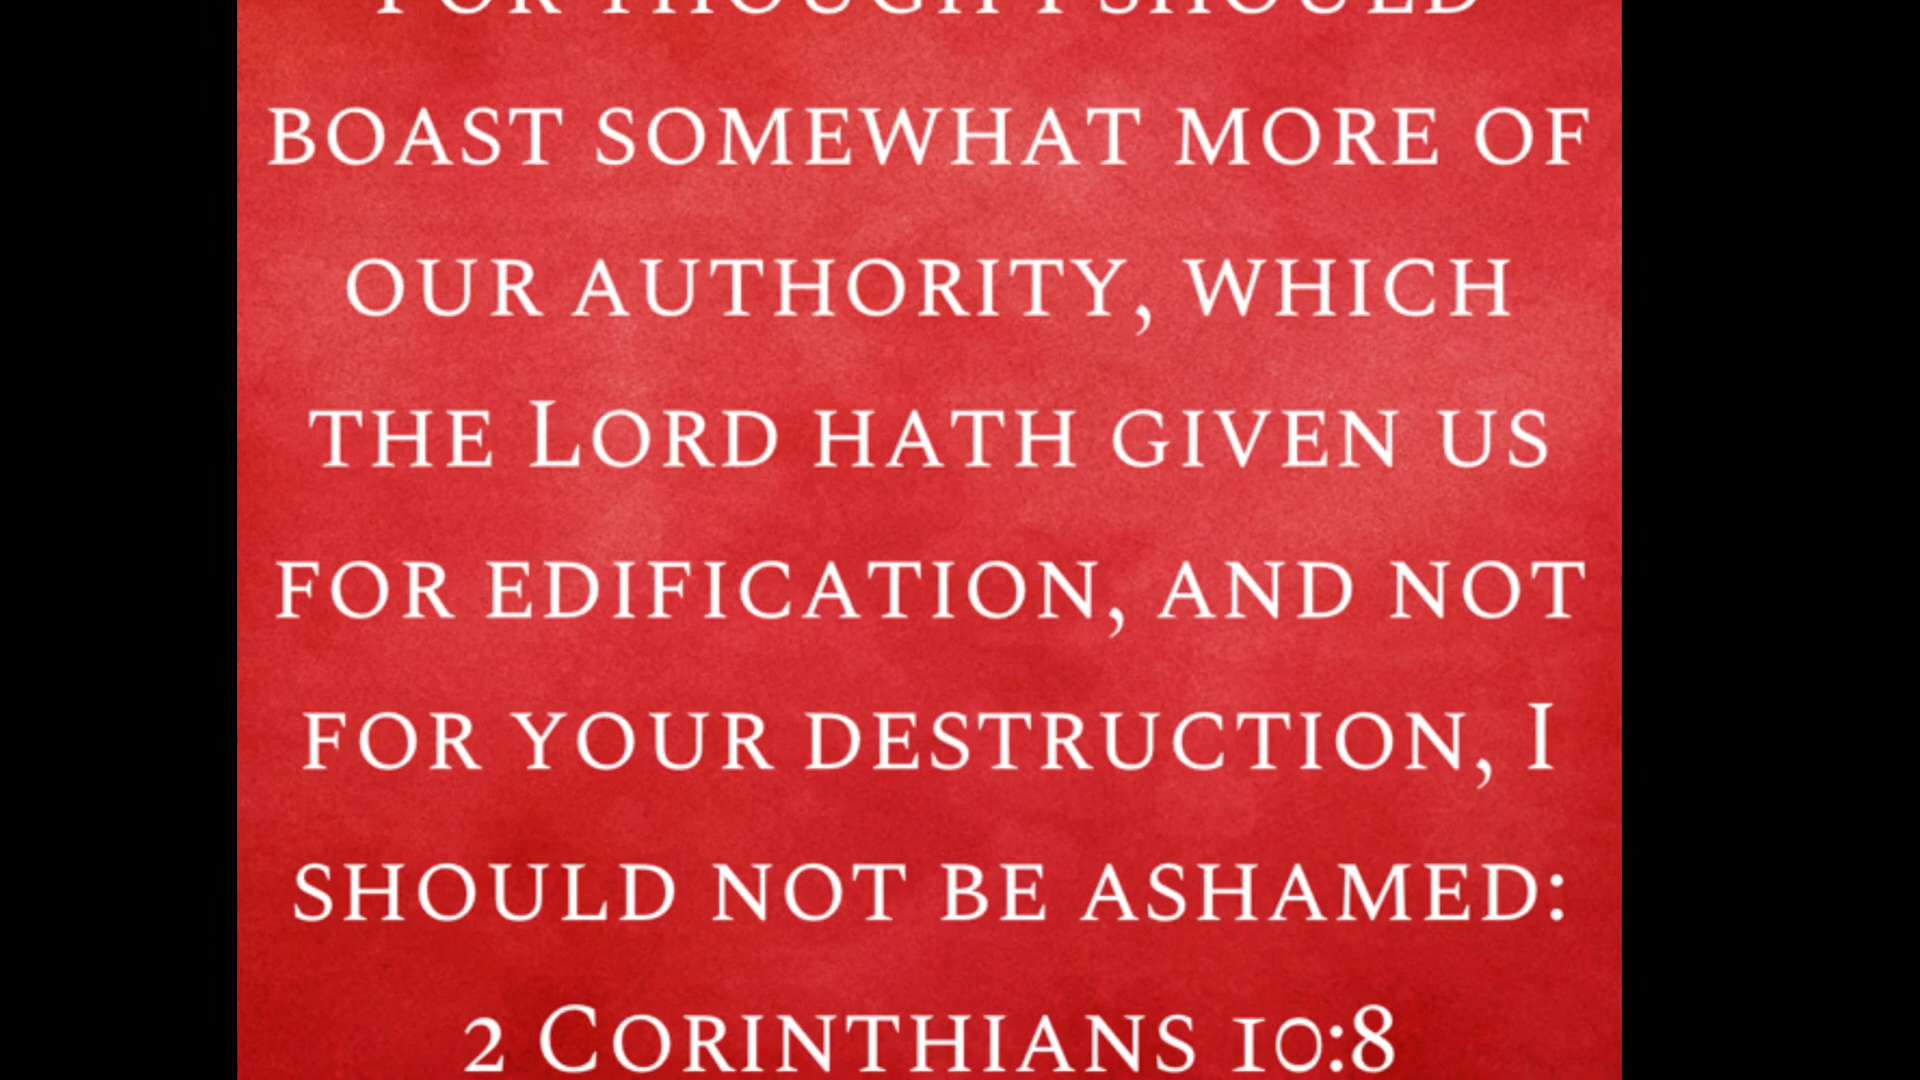 For though I should
boast somewhat more of
our authority, which
the Lord hath given us
for edification, and not
for your destruction, I
should not be ashamed:
2 Corinthians 10:8